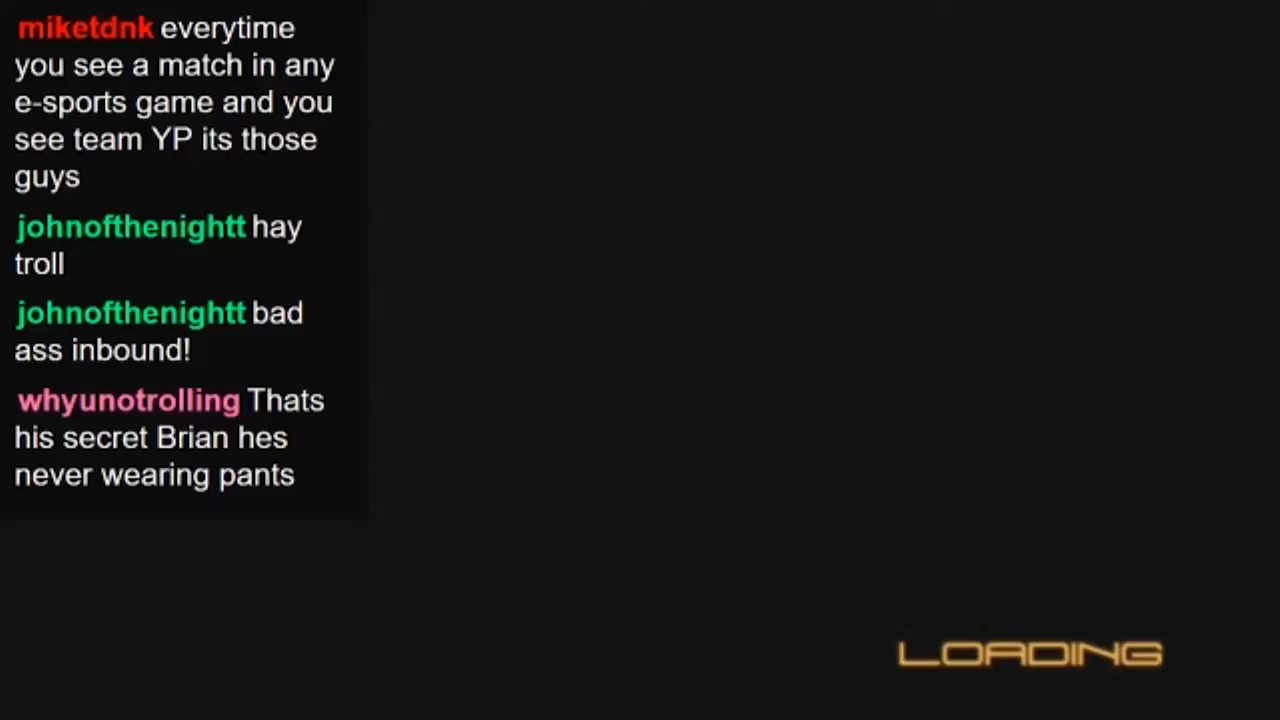 miketdnk everytime
you see a match in any
e-sports game and you
see team YP its those
guys
johnofthenightt hay
troll
johnofthenightt bad
ass inbound!
whyunotrolling Thats
his secret Brian hes
never wearing pants
LOADING